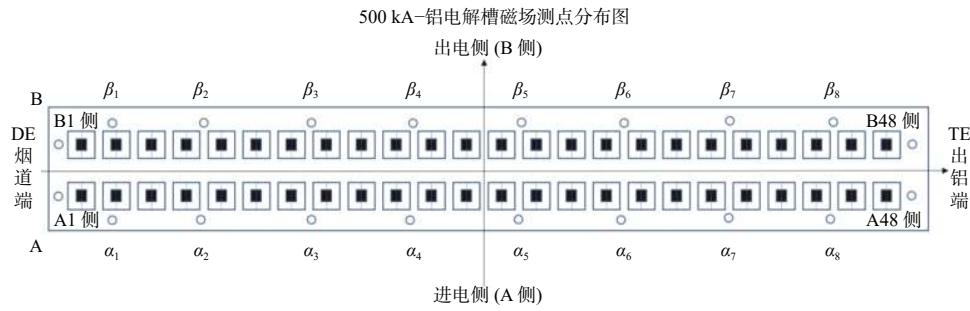 500 kA−铝电解槽磁场测点分布图
出电侧 (B 侧)
β1 β2 β3 β4 β5 β6 β7 β8
B
B1 侧 B48 侧
DE
烟
道
端
TE
出
铝
端
A1 侧 A48 侧
A
α1 α2 α3 α4 α5 α6 α7 α8
进电侧 (A 侧)